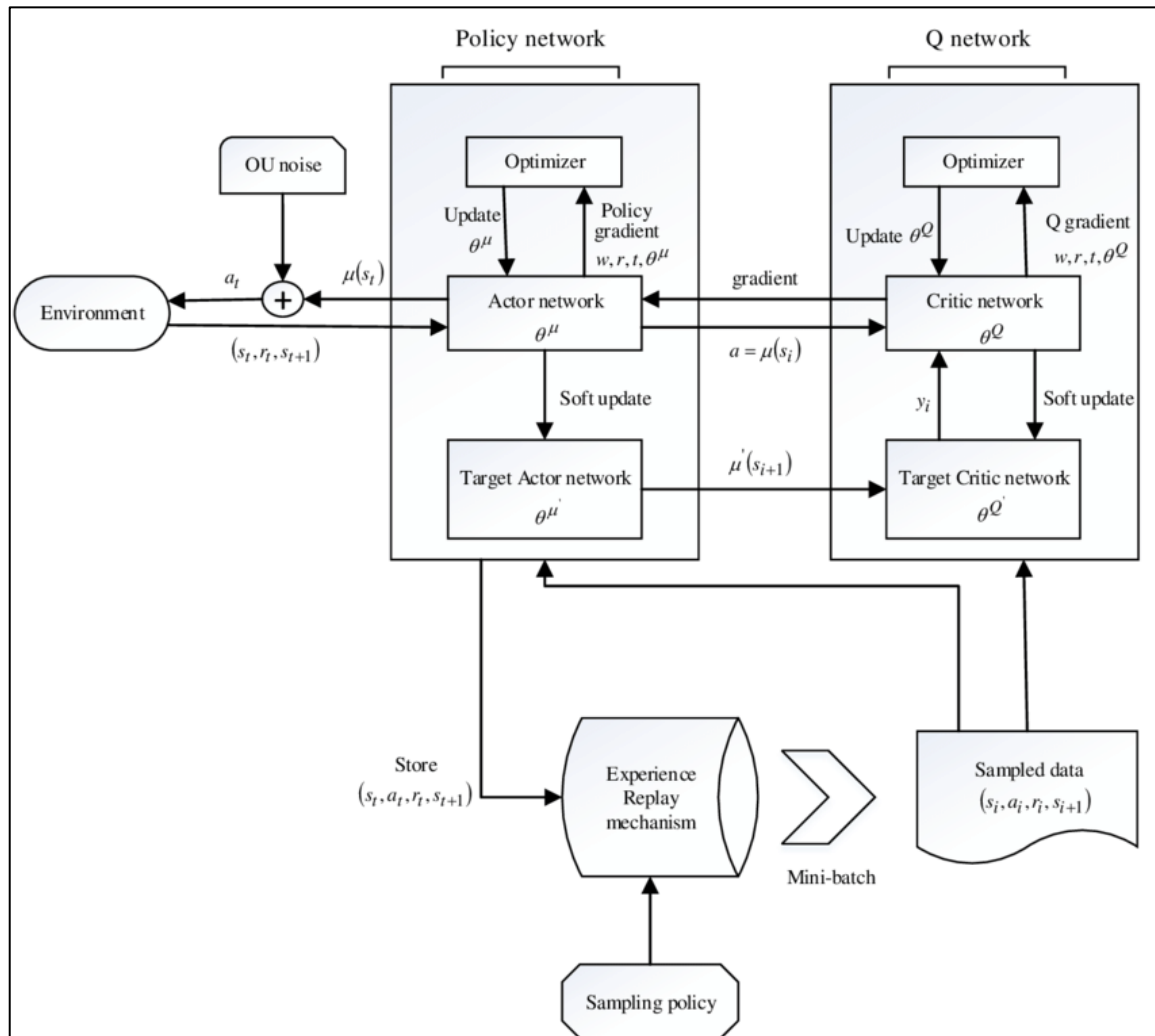 Policy network
Q network
OU noise
Optimizer
Optimizer
Update
θ^μ
Policy
gradient
w, r, t, θ^μ
Update θ^Q
Q gradient
w, r, t, θ^Q
Environment
a_t
+
μ(s_t)
Actor network
θ^μ
gradient
Critic network
θ^Q
(s_t, r_t, s_{t+1})
a = μ(s_i)
Soft update
y_i
Soft update
Target Actor network
θ^{μ'}
μ'(s_{i+1})
Target Critic network
θ^{Q'}
Store
(s_t, a_t, r_t, s_{t+1})
Experience
Replay
mechanism
Mini-batch
Sampled data
(s_i, a_i, r_i, s_{i+1})
Sampling policy